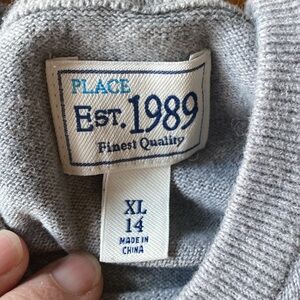 PLACE
EST. 1989
Finest Quality
XL
14
MADE IN
CHINA